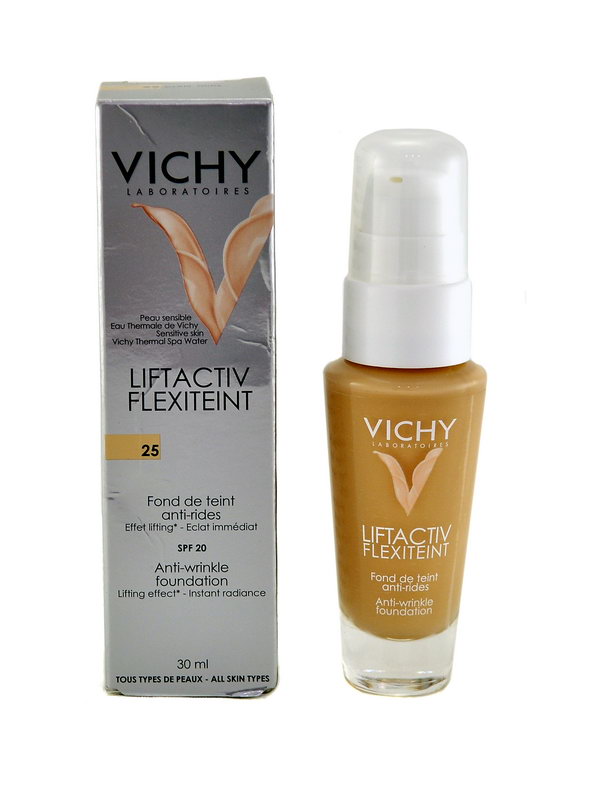 VICHY
LABORATOIRES
Peau sensible
Eau Thermale de Vichy
Sensitive skin
Vichy Thermal Spa Water
LIFTACTIV
FLEXITEINT
25
Fond de teint
anti-rides
Effet lifting* - Eclat immédiat
SPF 20
Anti-wrinkle
foundation
Lifting effect* - Instant radiance
30 ml
TOUS TYPES DE PEAUX - ALL SKIN TYPES
VICHY
LABORATOIRES
LIFTACTIV
FLEXITEINT
Fond de teint
anti-rides
Anti-wrinkle
foundation